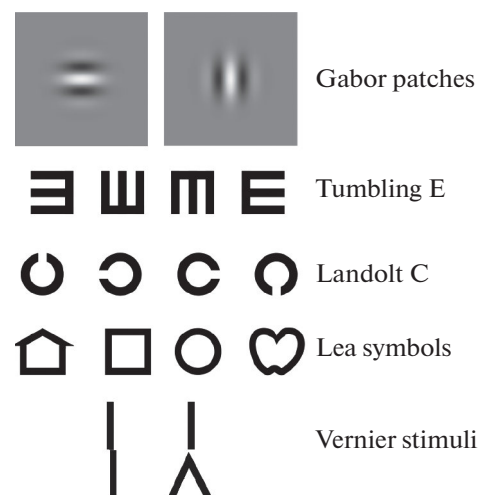 Gabor patches
Tumbling E
Landolt C
Lea symbols
Vernier stimuli